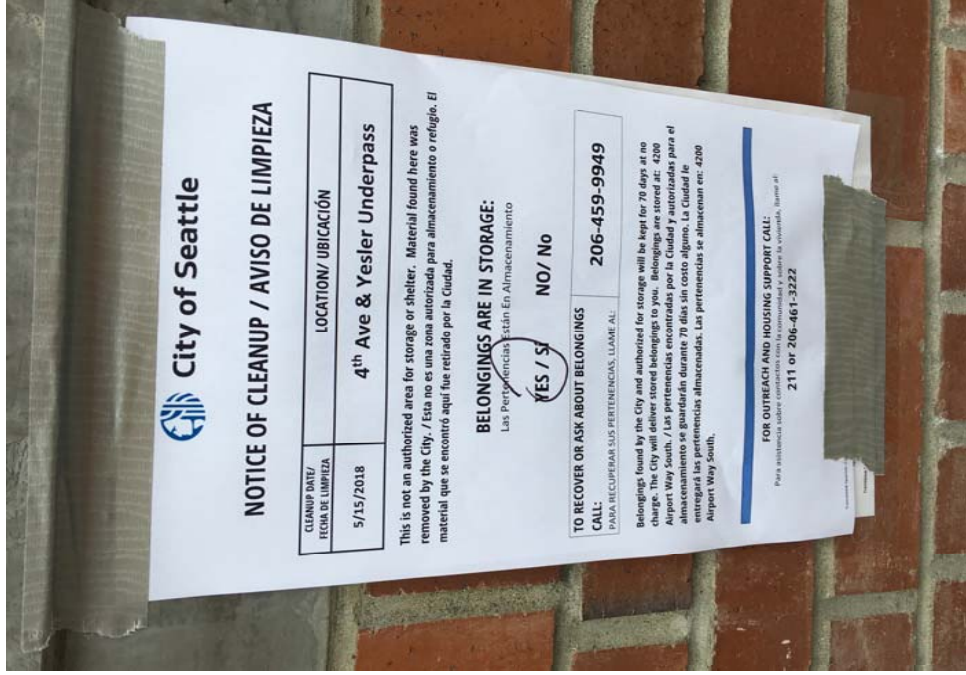 City of Seattle
NOTICE OF CLEANUP / AVISO DE LIMPIEZA
CLEANUP DATE/
FECHA DE LIMPIEZA
LOCATION/ UBICACIÓN
5/15/2018
4th Ave & Yesler Underpass
This is not an authorized area for storage or shelter. Material found here was
removed by the City. / Esta no es una zona autorizada para almacenamiento o refugio. El
material que se encontró aquí fue retirado por la Ciudad.
BELONGINGS ARE IN STORAGE:
Las Pertenencias Están En Almacenamiento
YES / Sí NO/ No
TO RECOVER OR ASK ABOUT BELONGINGS
CALL:
PARA RECUPERAR SUS PERTENENCIAS, LLAME AL:
206-459-9949
Belongings found by the City and authorized for storage will be kept for 70 days at no
charge. The City will deliver stored belongings to you. Belongings are stored at: 4200
Airport Way South. / Las pertenencias encontradas por la Ciudad y autorizadas para el
almacenamiento se guardarán durante 70 días sin costo alguno. La Ciudad le
entregará las pertenencias almacenadas. Las pertenencias se almacenan en: 4200
Airport Way South.
FOR OUTREACH AND HOUSING SUPPORT CALL:
Para asistencia sobre contactos con la comunidad y sobre la vivienda, llame al:
211 or 206-461-3222